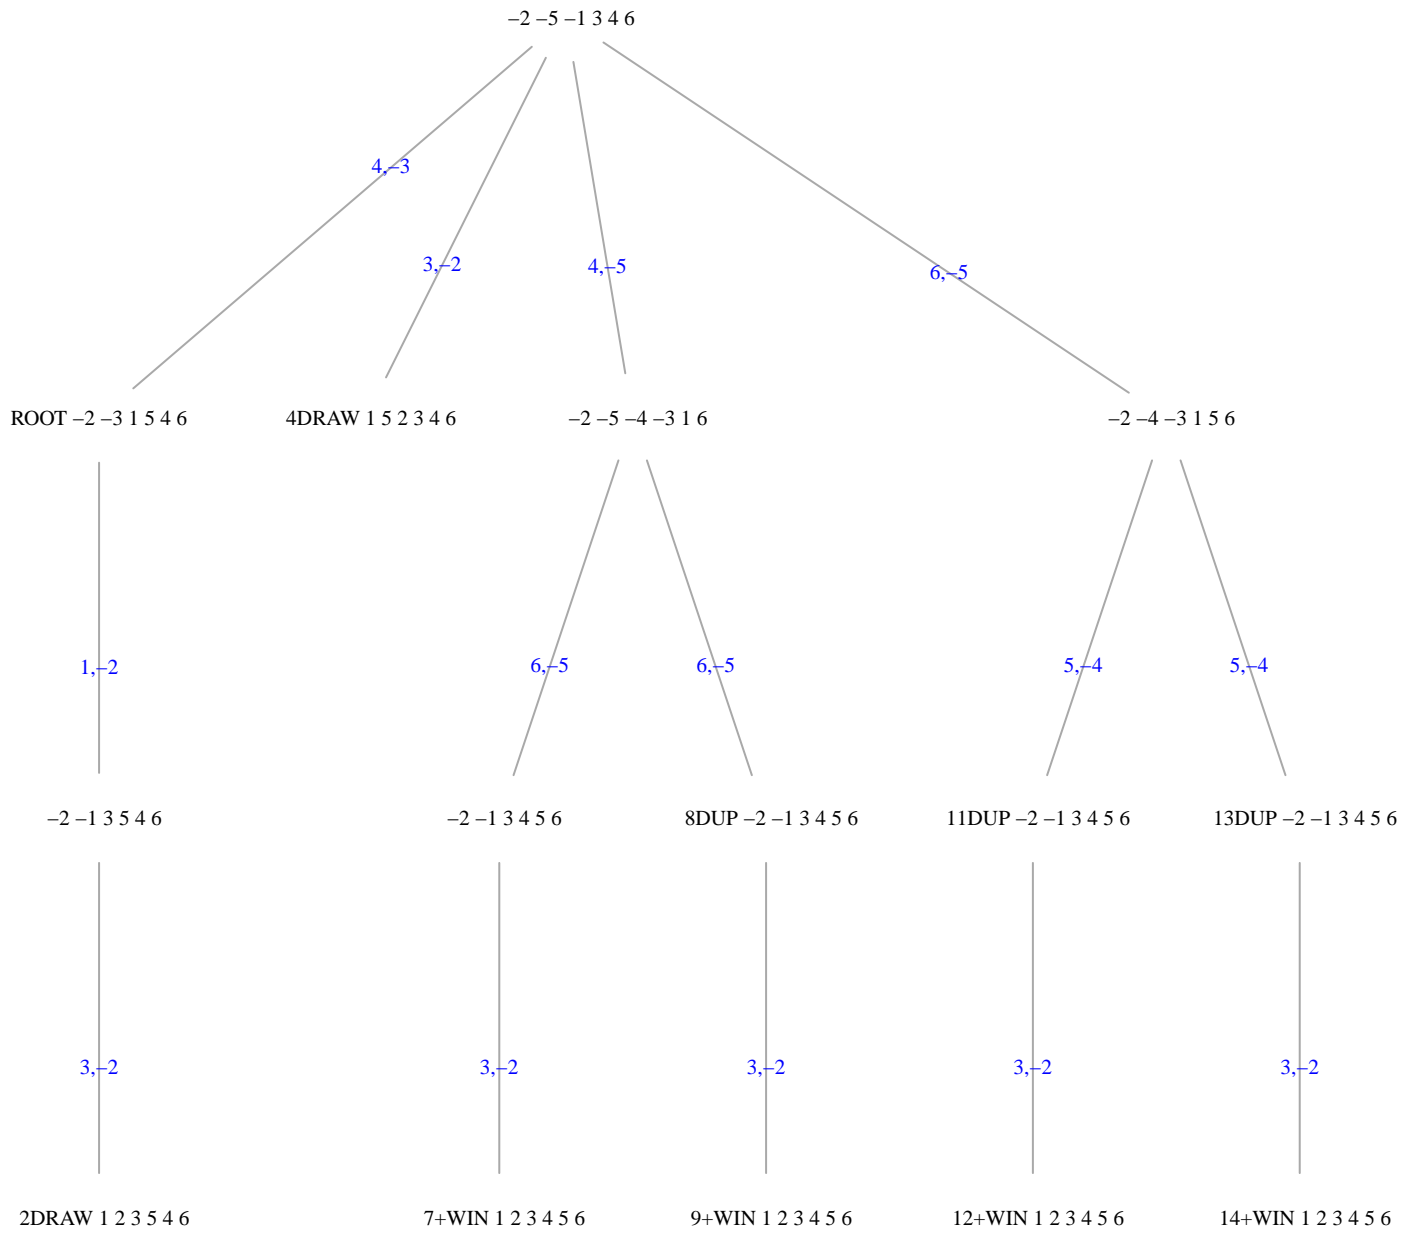 –2 –5 –1 3 4 6
4,–3
3,–2
4,–5
6,–5
ROOT –2 –3 1 5 4 6
4DRAW 1 5 2 3 4 6
–2 –5 –4 –3 1 6
–2 –4 –3 1 5 6
1,–2
6,–5
6,–5
5,–4
5,–4
–2 –1 3 5 4 6
–2 –1 3 4 5 6
8DUP –2 –1 3 4 5 6
11DUP –2 –1 3 4 5 6
13DUP –2 –1 3 4 5 6
3,–2
3,–2
3,–2
3,–2
3,–2
2DRAW 1 2 3 5 4 6
7+WIN 1 2 3 4 5 6
9+WIN 1 2 3 4 5 6
12+WIN 1 2 3 4 5 6
14+WIN 1 2 3 4 5 6